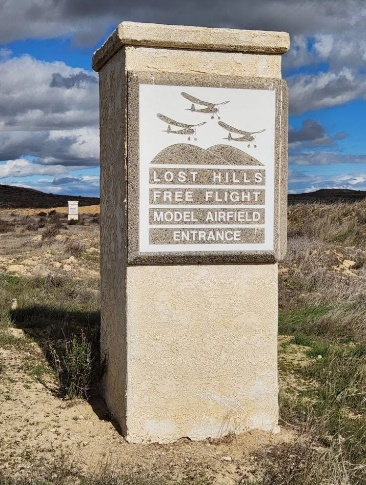 LOST HILLS
FREE FLIGHT
MODEL AIRFIELD
ENTRANCE